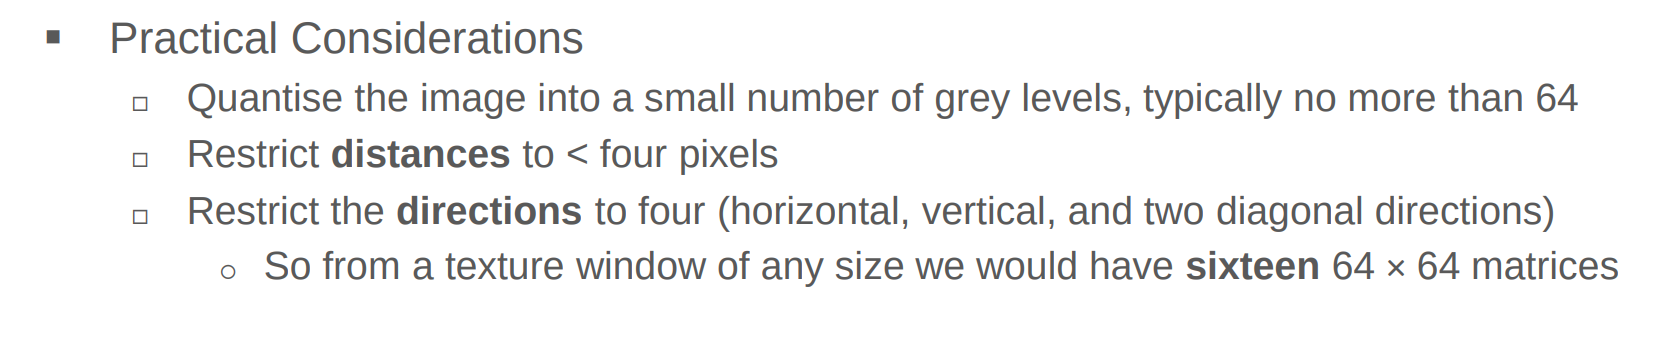 Practical Considerations
Quantise the image into a small number of grey levels, typically no more than 64
Restrict distances to < four pixels
Restrict the directions to four (horizontal, vertical, and two diagonal directions)
So from a texture window of any size we would have sixteen 64 × 64 matrices